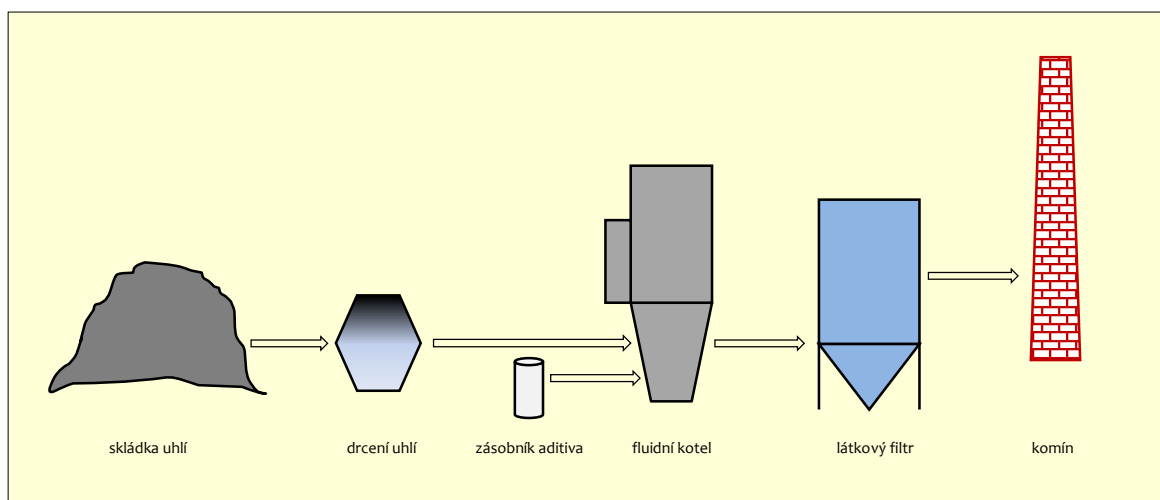 skládka uhlí
drcení uhlí
zásobník aditiva
fluidní kotel
látkový filtr
komín